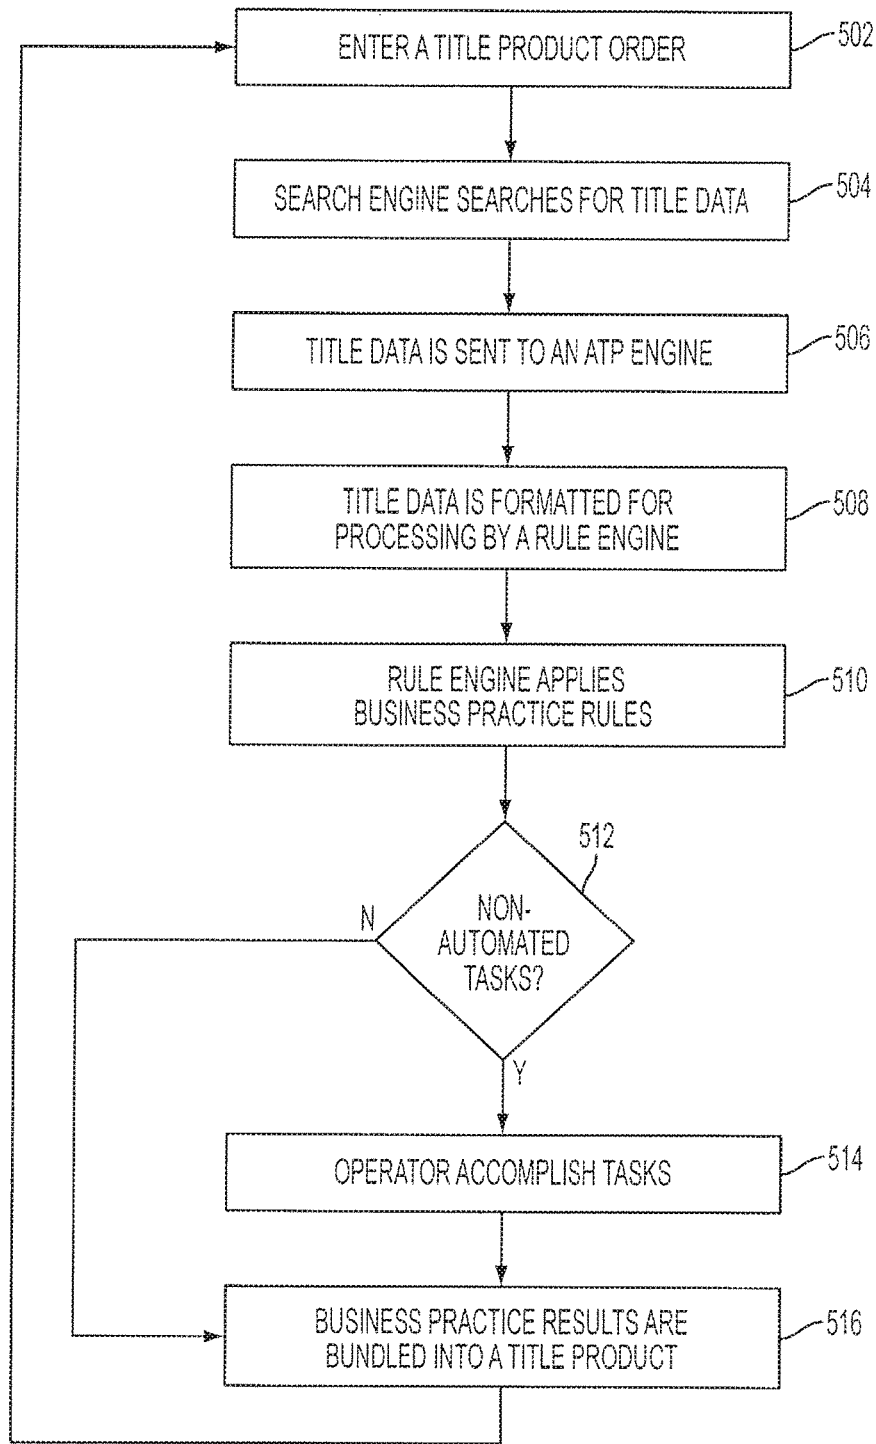 ENTER A TITLE PRODUCT ORDER
502
SEARCH ENGINE SEARCHES FOR TITLE DATA
504
TITLE DATA IS SENT TO AN ATP ENGINE
506
TITLE DATA IS FORMATTED FOR
PROCESSING BY A RULE ENGINE
508
RULE ENGINE APPLIES
BUSINESS PRACTICE RULES
510
512
N
NON-
AUTOMATED
TASKS?
Y
OPERATOR ACCOMPLISH TASKS
514
BUSINESS PRACTICE RESULTS ARE
BUNDLED INTO A TITLE PRODUCT
516